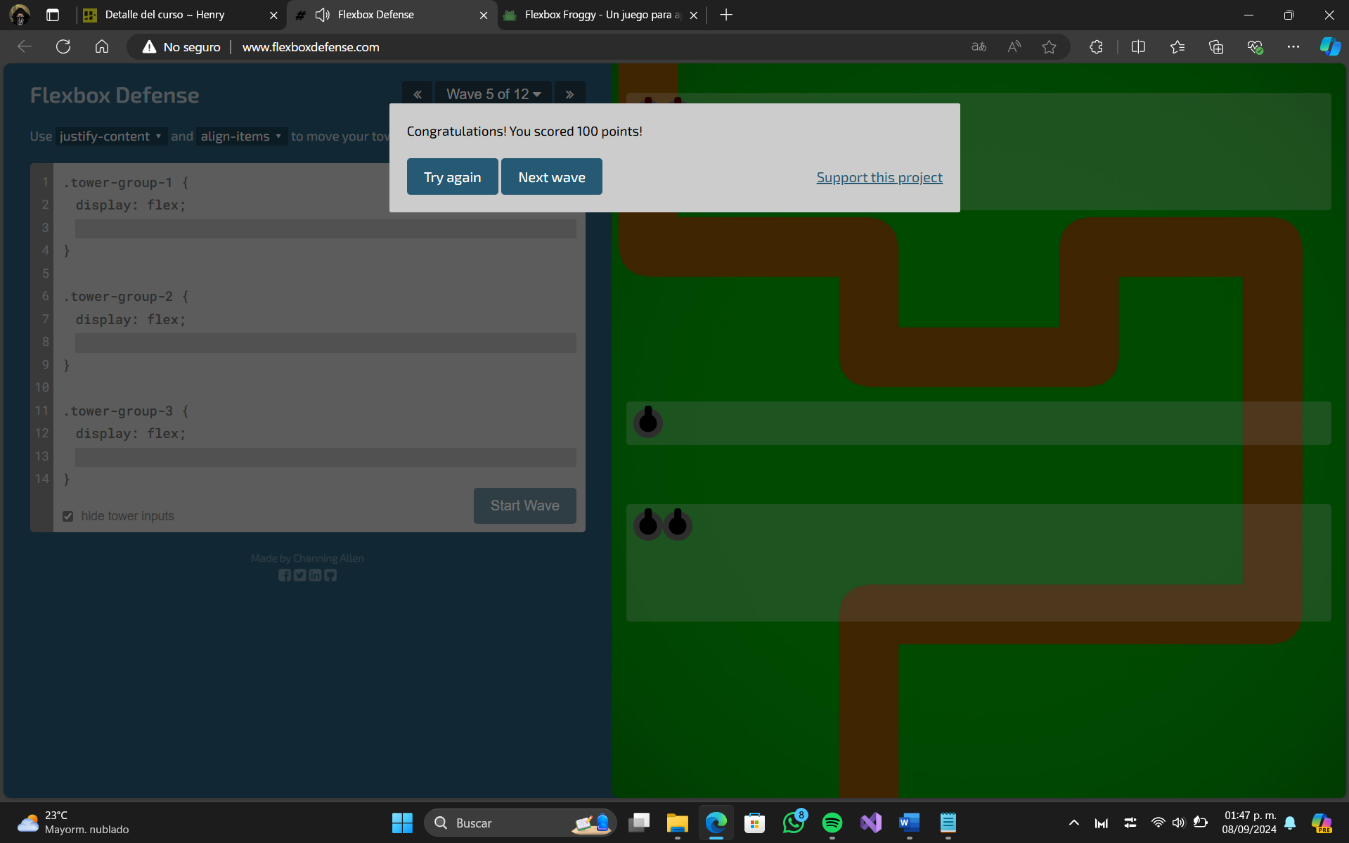 Detalle del curso – Henry
Flexbox Defense
Flexbox Froggy - Un juego para a
No seguro
www.flexboxdefense.com
Flexbox Defense
« Wave 5 of 12 »
Use justify-content and align-items to move your tow
Congratulations! You scored 100 points!
Try again Next wave Support this project
1 .tower-group-1 {
2 display: flex;
3
4 }
5
6 .tower-group-2 {
7 display: flex;
8
9 }
10
11 .tower-group-3 {
12 display: flex;
13
14 }
Start Wave
hide tower inputs
Made by Channing Allen
23°C
Mayorm. nublado
Buscar
8
01:47 p. m.
08/09/2024
PRE